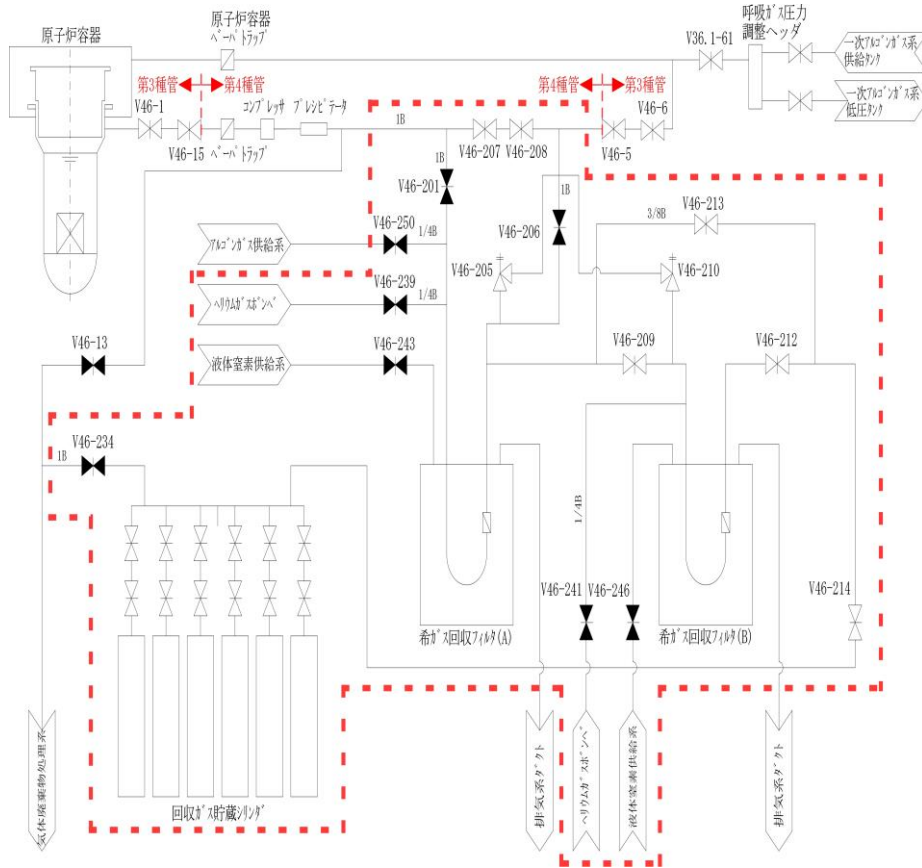 原子炉容器
原子炉容器
ベーパトラップ
呼吸ガス圧力
調整ヘッダ
V36.1-61
一次アルゴンガス系
供給タンク
一次アルゴンガス系
低圧タンク
第3種管
第4種管
第4種管
第3種管
V46-1
V46-15
ベーパトラップ
コンプレッサ
プレシピテータ
1B
V46-207
V46-208
V46-5
V46-6
1B
V46-201
1B
V46-206
V46-213
3/8B
V46-250
1/4B
アルゴンガス供給系
V46-205
V46-210
V46-239
1/4B
ヘリウムガスボンベ
V46-13
V46-243
液体窒素供給系
V46-209
V46-212
V46-234
1B
1/4B
V46-241
V46-246
V46-214
希ガス回収フィルタ(A)
希ガス回収フィルタ(B)
回収ガス貯蔵シリンダ
気体廃棄物処理系
排気系ダクト
ヘリウムガスボンベ
液体窒素供給系
排気系ダクト